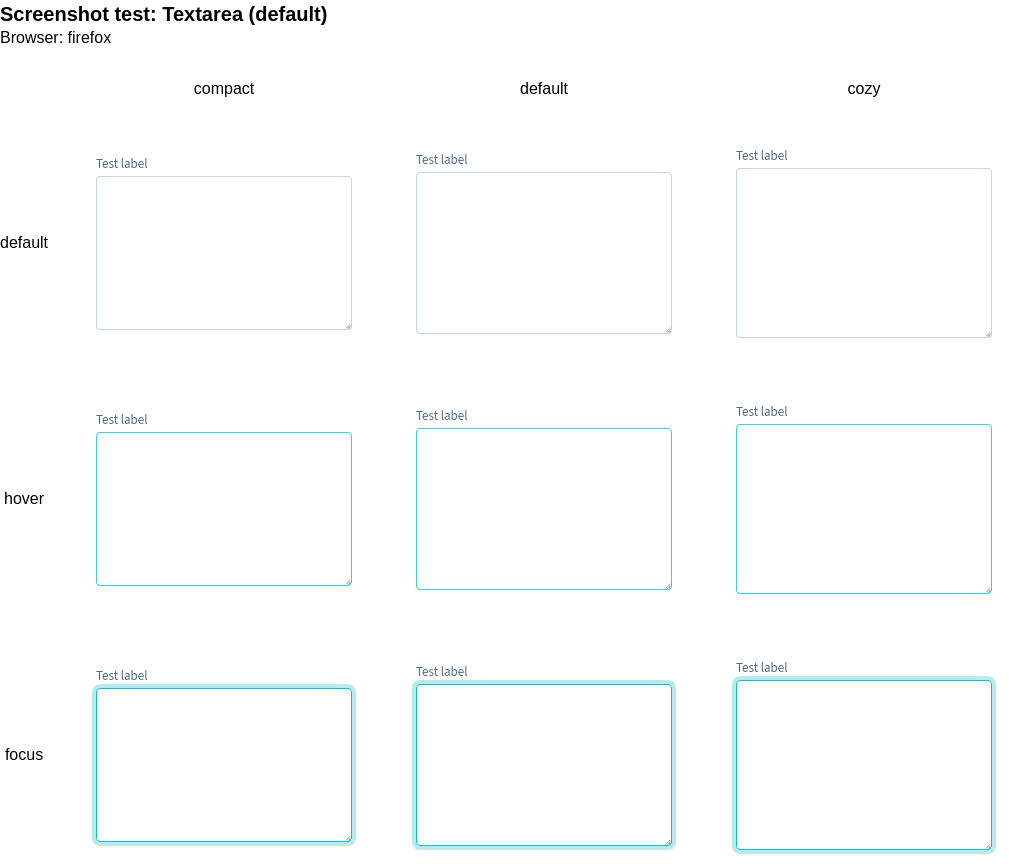 Screenshot test: Textarea (default)
Browser: firefox
compact default cozy
Test label Test label Test label
default
Test label Test label Test label
hover
Test label Test label Test label
focus